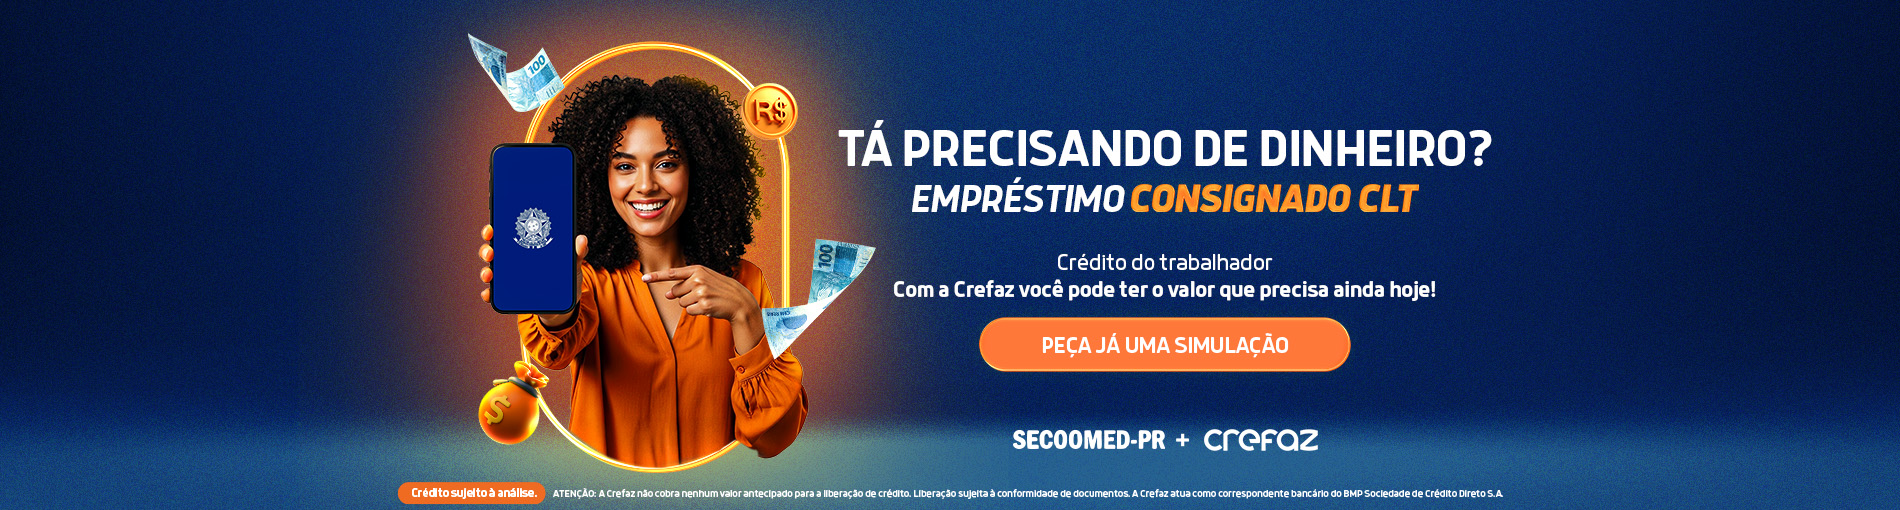 TÁ PRECISANDO DE DINHEIRO?
EMPRÉSTIMO CONSIGNADO CLT
Crédito do trabalhador
Com a Crefaz você pode ter o valor que precisa ainda hoje!
PEÇA JÁ UMA SIMULAÇÃO
SECOOMED-PR + crefaz
Crédito sujeito à análise. ATENÇÃO: A Crefaz não cobra nenhum valor antecipado para a liberação de crédito. Liberação sujeita à conformidade de documentos. A Crefaz atua como correspondente bancário do BMP Sociedade de Crédito Direto S.A.
100
R$
100
$